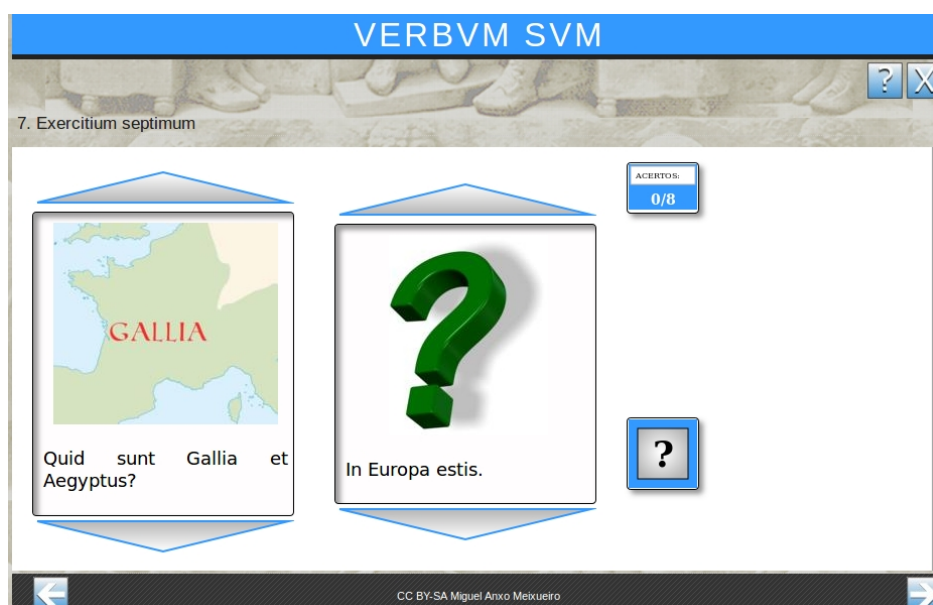 VERBVM SVM
? X
7. Exercitium septimum
ACERTOS:
0/8
GALLIA
Quid sunt Gallia et
Aegyptus?
?
In Europa estis.
?
CC BY-SA Miguel Anxo Meixueiro